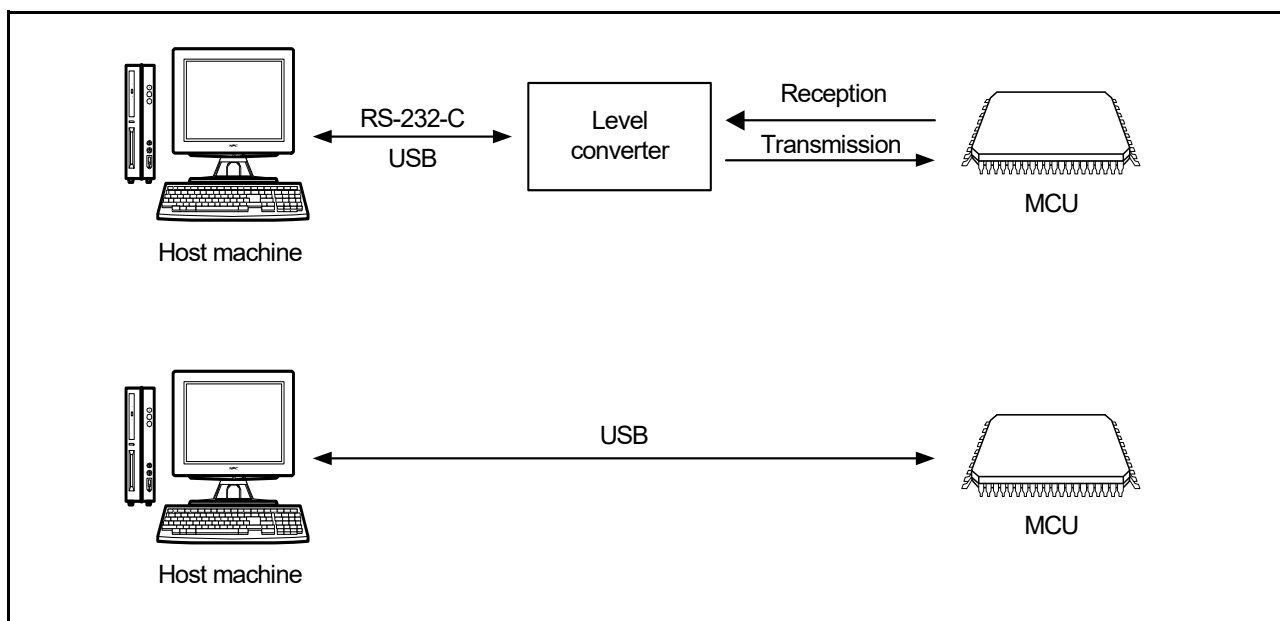 RS-232-C
USB
Level
converter
Reception
Transmission
MCU
Host machine
USB
MCU
Host machine